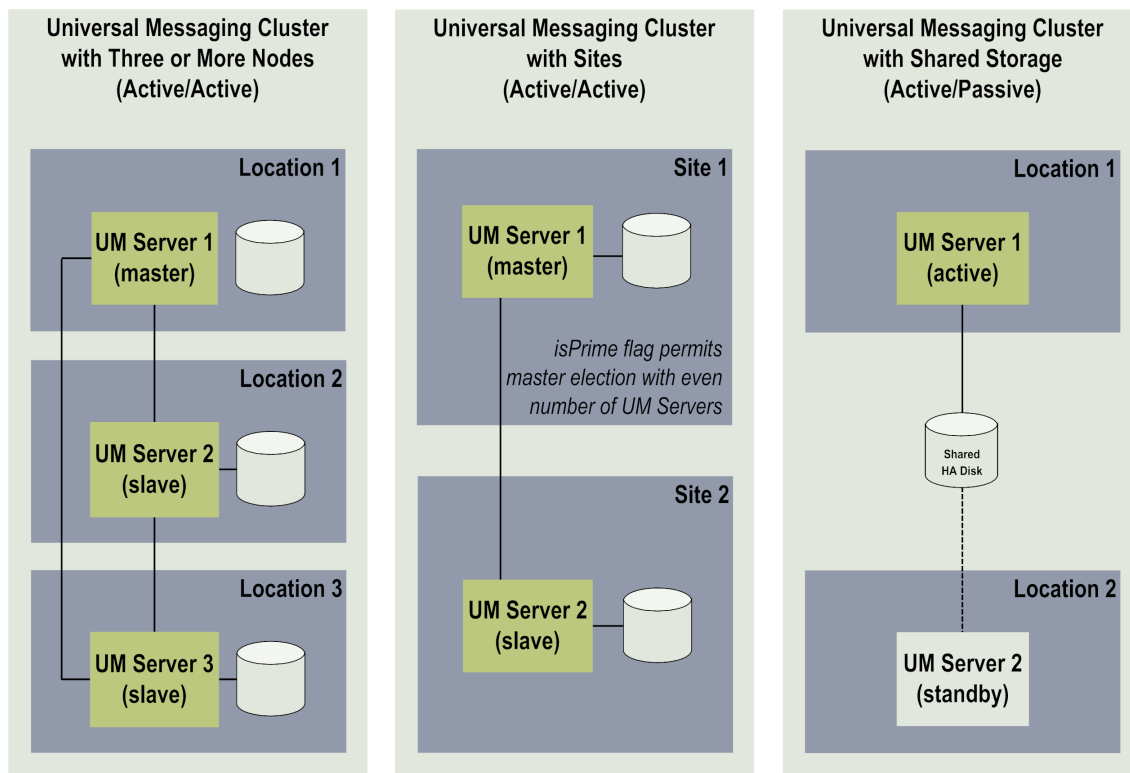 Universal Messaging Cluster
with Three or More Nodes
(Active/Active)
Location 1
UM Server 1
(master)
Location 2
UM Server 2
(slave)
Location 3
UM Server 3
(slave)
Universal Messaging Cluster
with Sites
(Active/Active)
Site 1
UM Server 1
(master)
isPrime flag permits
master election with even
number of UM Servers
Site 2
UM Server 2
(slave)
Universal Messaging Cluster
with Shared Storage
(Active/Passive)
Location 1
UM Server 1
(active)
Shared
HA Disk
Location 2
UM Server 2
(standby)